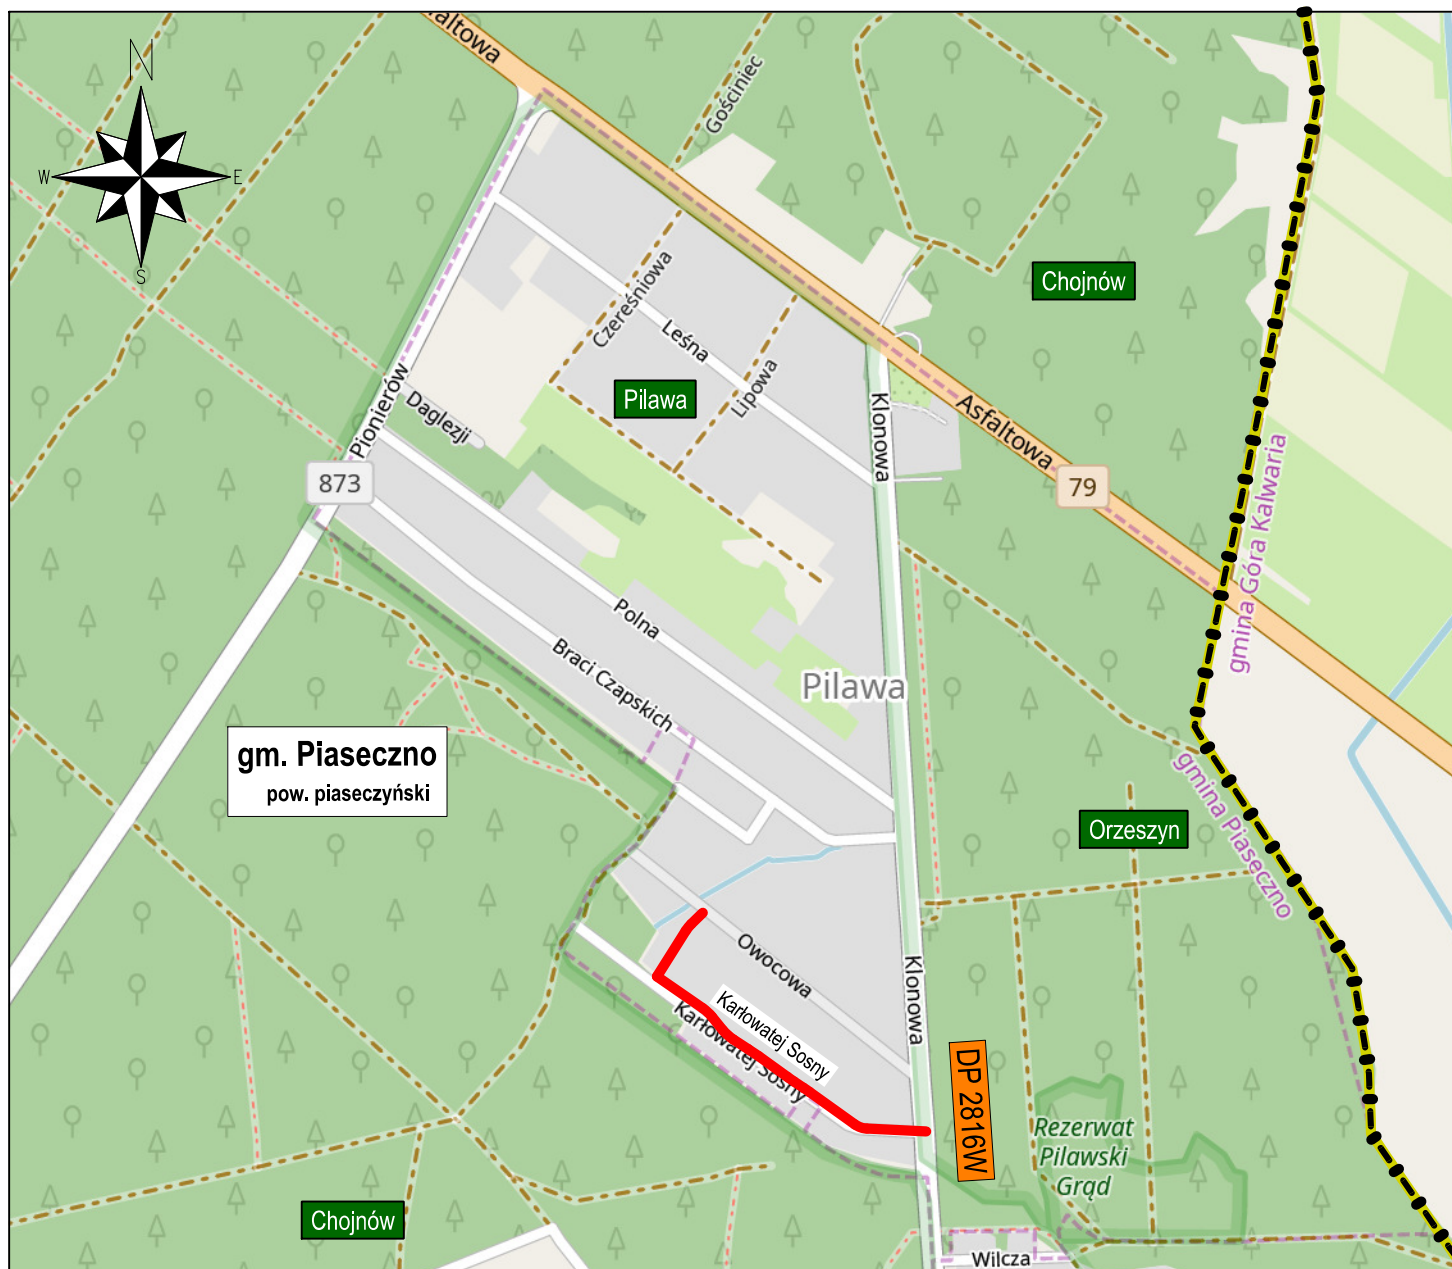 faltowa
N
W
E
S
Gościniec
Chojnów
Czereśniowa
Leśna
Pilawa
Lipowa
Pionierów
Daglezji
Klonowa
Asfaltowa
873
79
gmina Góra Kalwaria
Polna
Braci Czapskich
Pilawa
gm. Piaseczno
pow. piaseczyński
gmina Piaseczno
Orzeszyn
Owocowa
Klonowa
Karłowatej Sosny
Karłowatej Sosny
DP 2816W
Rezerwat
Pilawski
Grąd
Chojnów
Wilcza